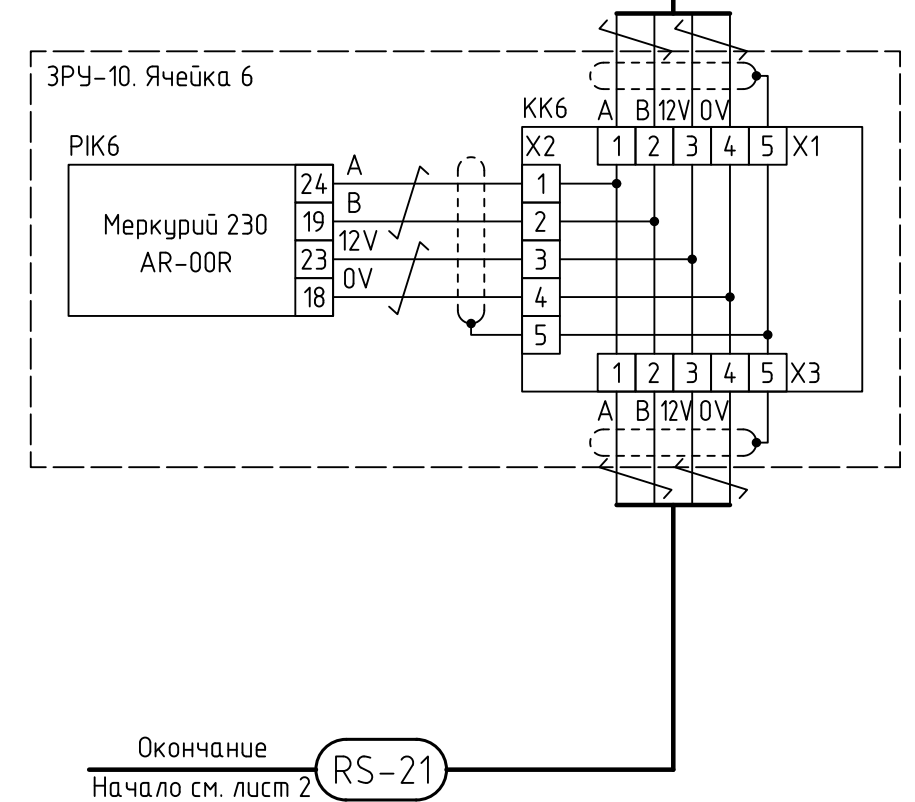 ЗРУ-10. Ячейка 6
КК6
A B 12V 0V
PIK6
X2 1 2 3 4 5 X1
24 A 1
19 B 2
23 12V 3
18 0V 4
5
Меркурий 230
AR-00R
1 2 3 4 5 X3
A B 12V 0V
Окончание
RS-21
Начало см. лист 2